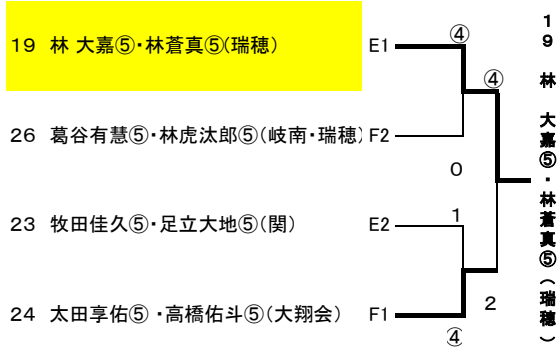 19 林 大嘉⑤・林蒼真⑤(瑞穂) E1 ④
④
26 葛谷有慧⑤・林虎汰郎⑤(岐南・瑞穂) F2
0
23 牧田佳久⑤・足立大地⑤(関) E2 1
24 太田享佑⑤ ・高橋佑斗⑤(大翔会) F1 2
④
19 林 大嘉⑤・林蒼真⑤(瑞穂)